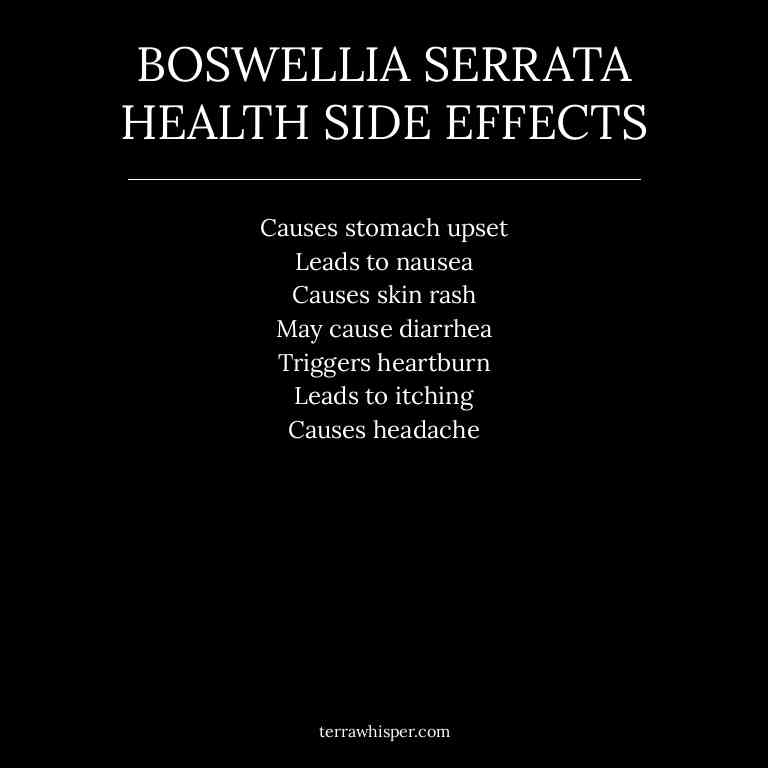 BOSWELLIA SERRATA
HEALTH SIDE EFFECTS
Causes stomach upset
Leads to nausea
Causes skin rash
May cause diarrhea
Triggers heartburn
Leads to itching
Causes headache
terrawhisper.com